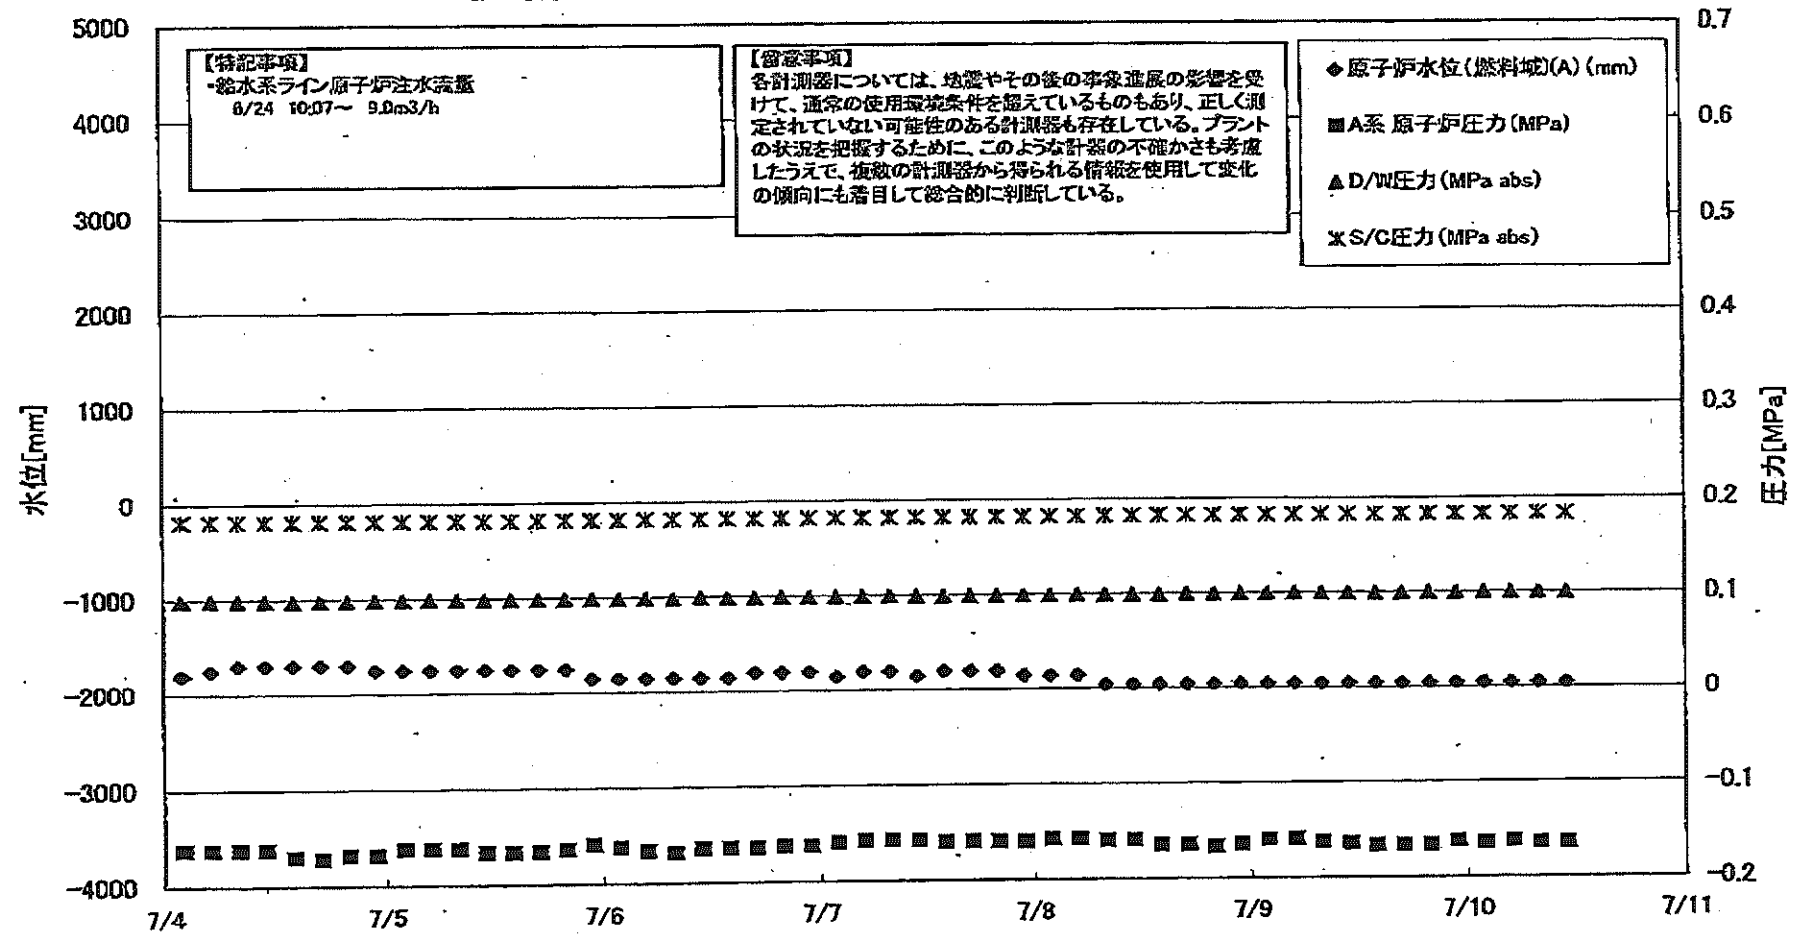 5000
4000
3000
2000
1000
0
-1000
-2000
-3000
-4000
水位[mm]
【特記事項】
・給水系ライン原子炉注水流量
6/24 10:07～ 9.0m3/h
【留意事項】
各計測器については、地震やその後の事象進展の影響を受
けて、通常の使用環境条件を超えているものもあり、正しく測
定されていない可能性のある計測器も存在している。プラント
の状況を把握するために、このような計器の不確かさも考慮
したうえで、複数の計測器から得られる情報を使用して変化
の傾向にも着目して総合的に判断している。
原子炉水位(燃料域)(A) (mm)
A系 原子炉圧力(MPa)
D/W圧力(MPa abs)
S/C圧力(MPa abs)
0.7
0.6
0.5
0.4
0.3
0.2
0.1
0
-0.1
-0.2
圧力[MPa]
7/4 7/5 7/6 7/7 7/8 7/9 7/10 7/11